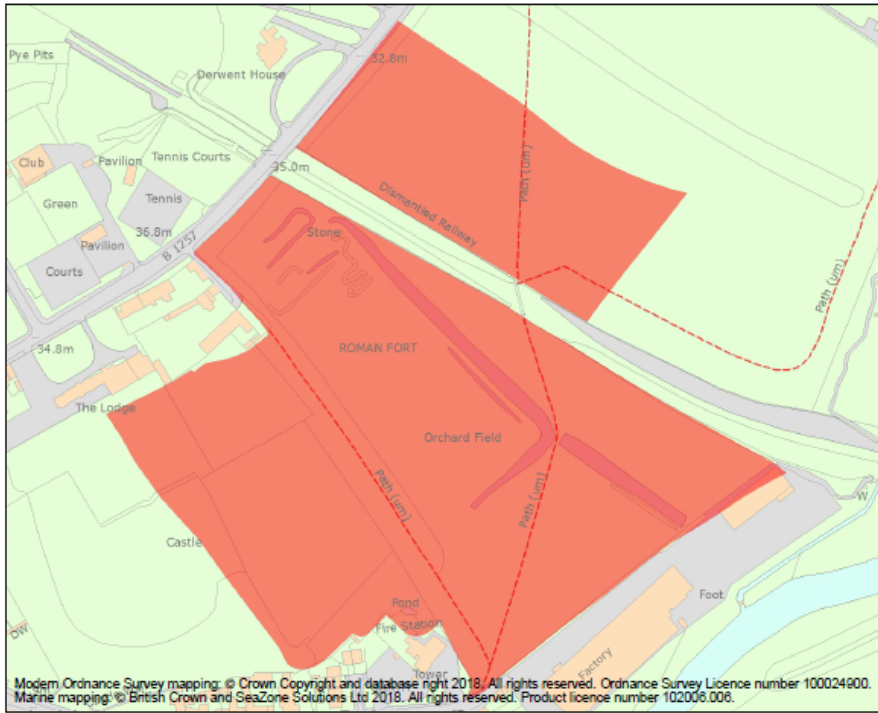 Pye Pits
Derwent House
32.8m
Club
Pavilion
Tennis Courts
35.0m
Path (um)
Green
Tennis
Dismantled Railway
36.8m
Pavilion
B 1257
Stone
Courts
Path (um)
34.8m
ROMAN FORT
The Lodge
Orchard Field
Path (um)
Path (um)
W
Castle
Foot
Pond
Fire Station
DW
Tower
Factory
Modern Ordnance Survey mapping: © Crown Copyright and database right 2018. All rights reserved. Ordnance Survey Licence number 100024900.
Marine mapping: © British Crown and SeaZone Solutions Ltd 2018. All rights reserved. Product licence number 102006.006.